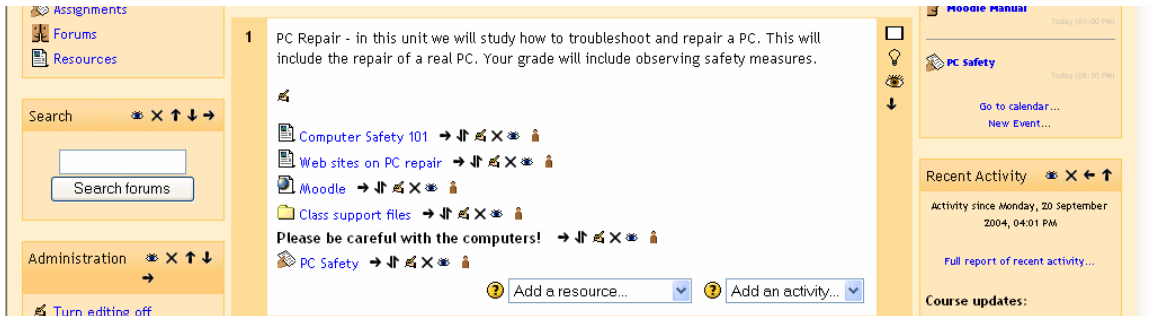 Assignments
Forums
Resources
Search
Search forums
Administration
Turn editing off
1
PC Repair - in this unit we will study how to troubleshoot and repair a PC. This will
include the repair of a real PC. Your grade will include observing safety measures.
Computer Safety 101
Web sites on PC repair
Moodle
Class support files
Please be careful with the computers!
PC Safety
Add a resource...
Add an activity...
Moodle Manual
Today (01:00 PM)
PC Safety
Today (08:30 PM)
Go to calendar...
New Event...
Recent Activity
Activity since Monday, 20 September
2004, 04:01 PM
Full report of recent activity...
Course updates: